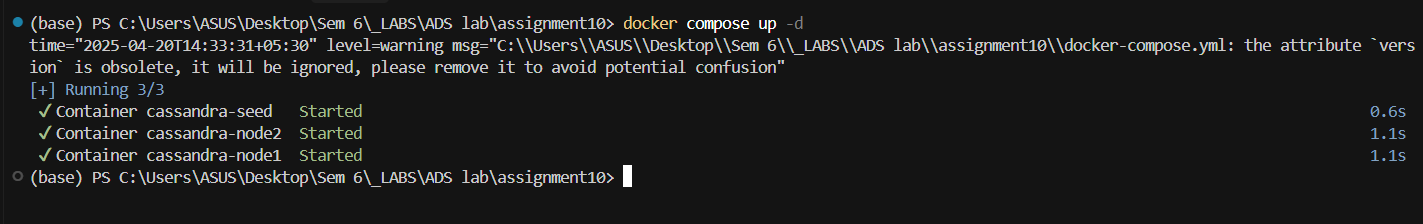 (base) PS C:\Users\ASUS\Desktop\Sem 6\_LABS\ADS lab\assignment10> docker compose up -d
time="2025-04-20T14:33:31+05:30" level=warning msg="C:\\Users\\ASUS\\Desktop\\Sem 6\\_LABS\\ADS lab\\assignment10\\docker-compose.yml: the attribute `vers
ion` is obsolete, it will be ignored, please remove it to avoid potential confusion"
[+] Running 3/3
✓ Container cassandra-seed Started 0.6s
✓ Container cassandra-node2 Started 1.1s
✓ Container cassandra-node1 Started 1.1s
(base) PS C:\Users\ASUS\Desktop\Sem 6\_LABS\ADS lab\assignment10>